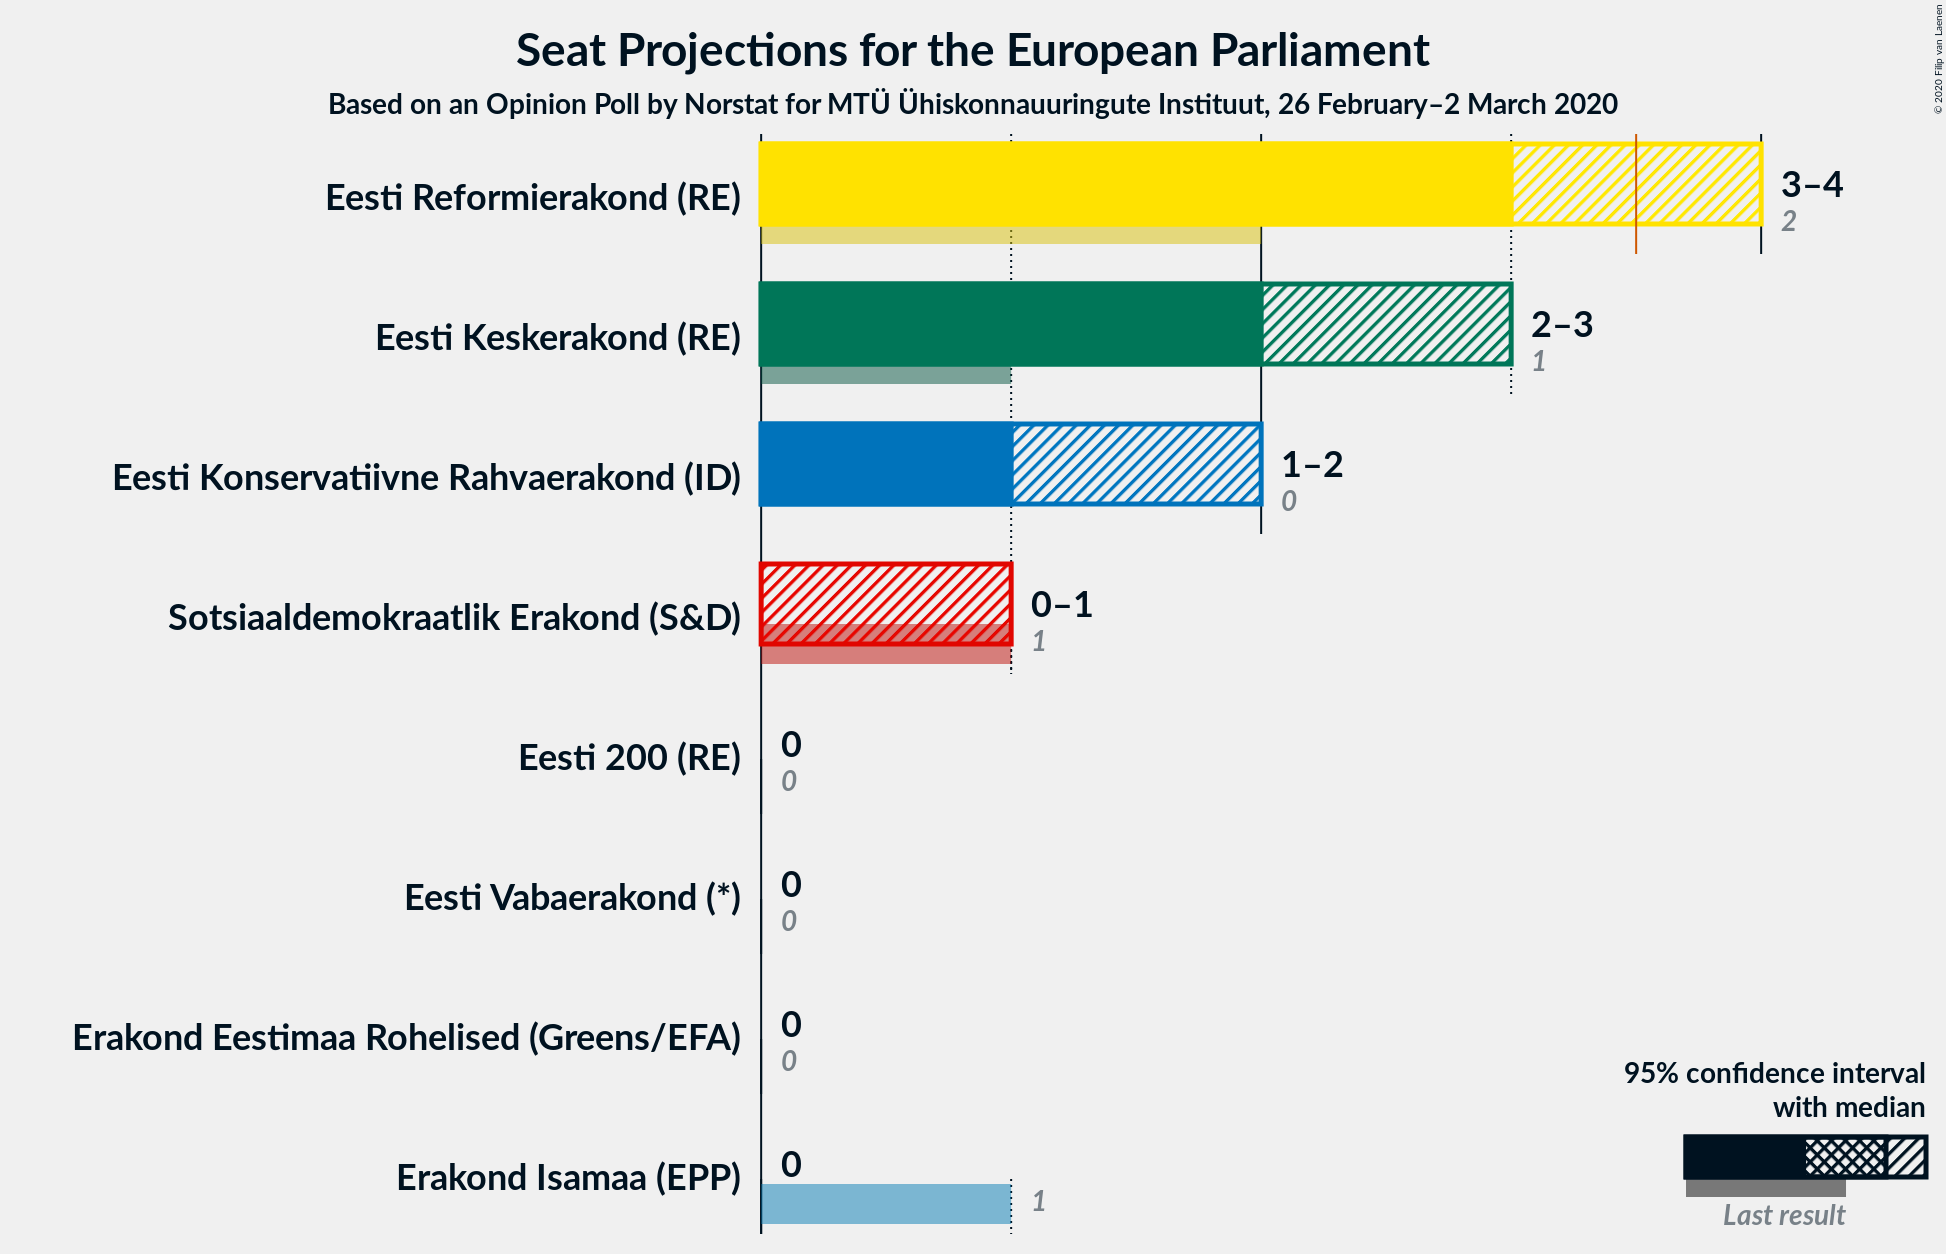 Seat Projections for the European Parliament
Based on an Opinion Poll by Norstat for MTÜ Ühiskonnauuringute Instituut, 26 February–2 March 2020
© 2020 Filip van Laenen
Eesti Reformierakond (RE)
3–4
2
Eesti Keskerakond (RE)
2–3
1
Eesti Konservatiivne Rahvaerakond (ID)
1–2
0
Sotsiaaldemokraatlik Erakond (S&D)
0–1
1
Eesti 200 (RE)
0
0
Eesti Vabaerakond (*)
0
0
Erakond Eestimaa Rohelised (Greens/EFA)
0
0
Erakond Isamaa (EPP)
0
1
95% confidence interval
with median
Last result